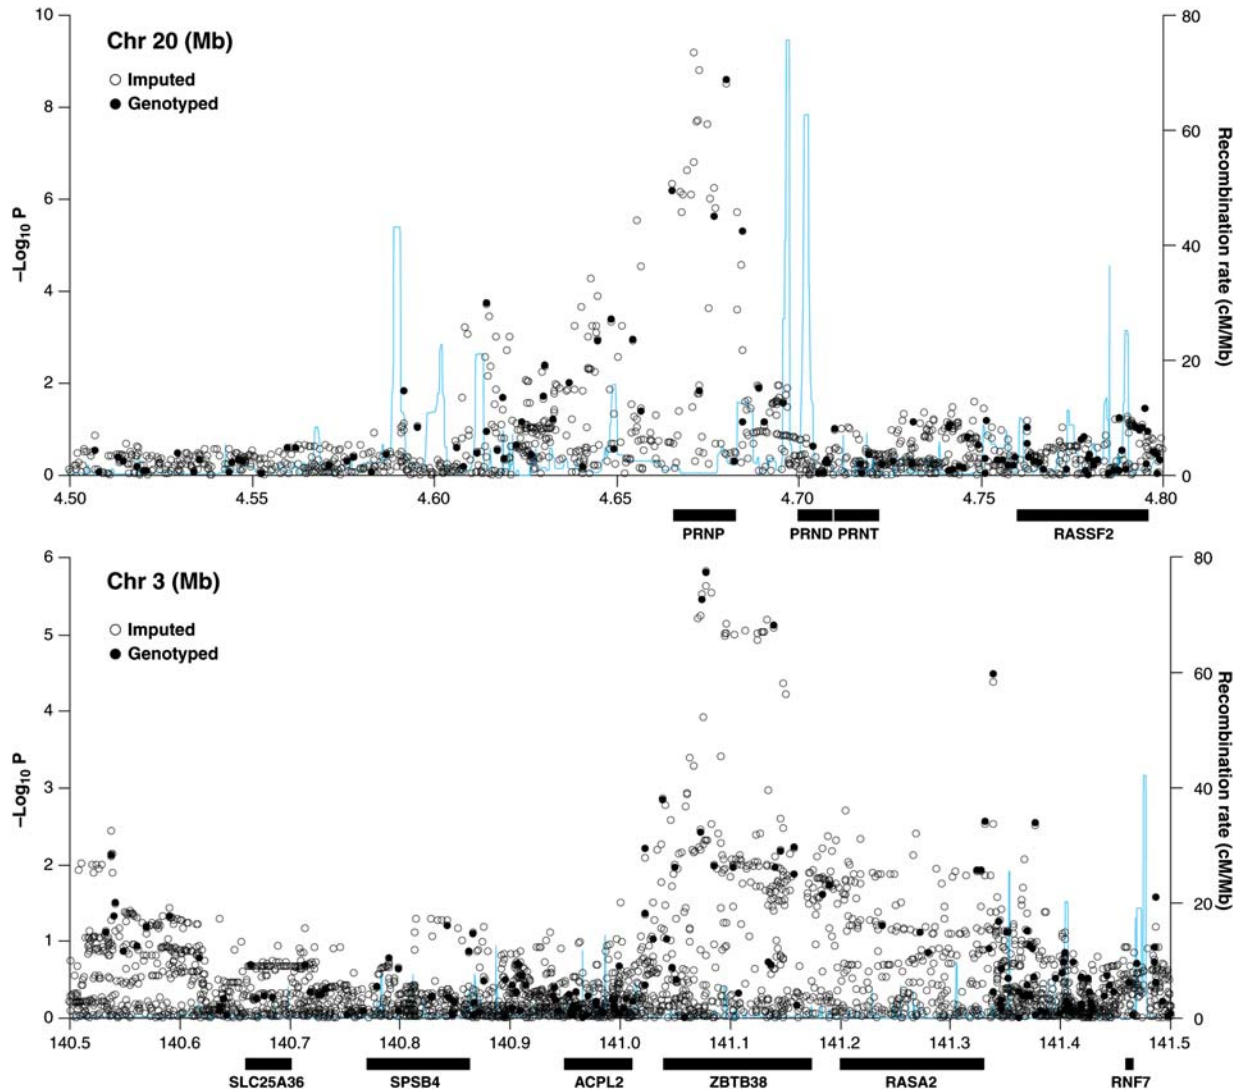 Chr 20 (Mb)
○ Imputed
● Genotyped
10
8
6
4
2
0
−Log10 P
80
60
40
20
0
Recombination rate (cM/Mb)
4.50 4.55 4.60 4.65 4.70 4.75 4.80
PRNP PRND PRNT RASSF2
Chr 3 (Mb)
○ Imputed
● Genotyped
6
5
4
3
2
1
0
−Log10 P
80
60
40
20
0
Recombination rate (cM/Mb)
140.5 140.6 140.7 140.8 140.9 141.0 141.1 141.2 141.3 141.4 141.5
SLC25A36 SPSB4 ACPL2 ZBTB38 RASA2 RNF7